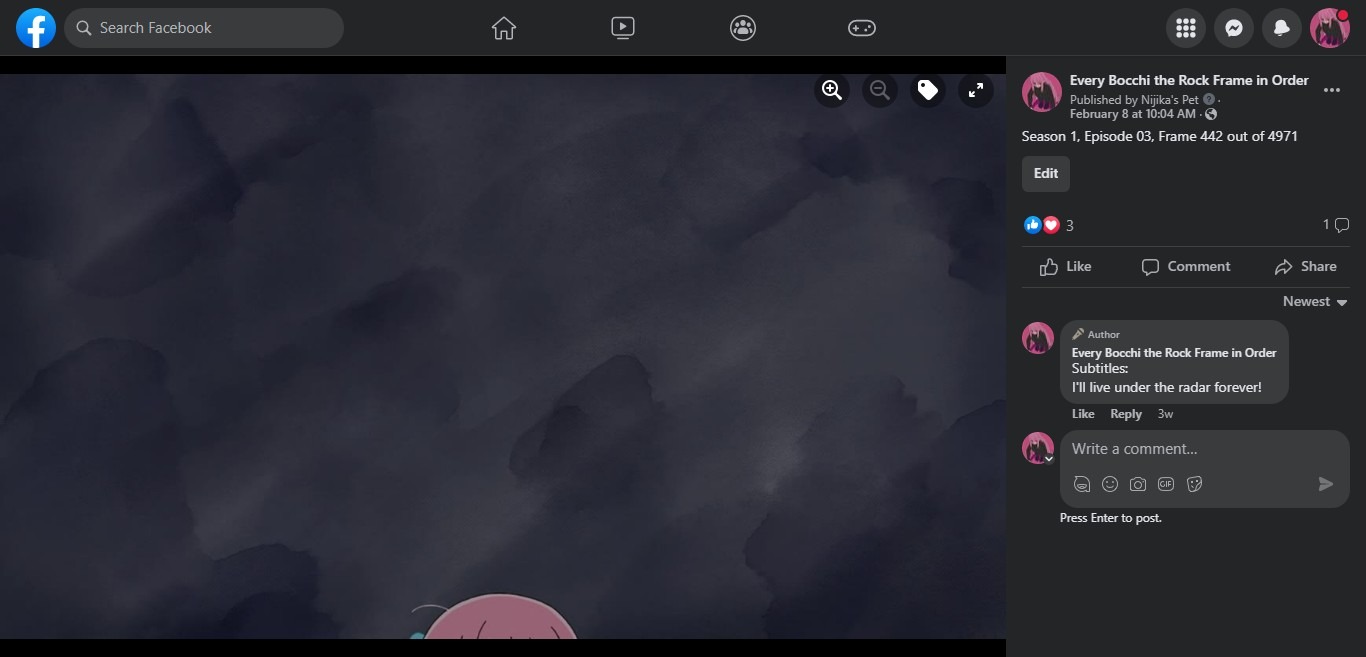 Search Facebook
Every Bocchi the Rock Frame in Order
Published by Nijika's Pet ?
·
February 8 at 10:04 AM ·
Season 1, Episode 03, Frame 442 out of 4971
Edit
3
1
Like
Comment
Share
Newest
Author
Every Bocchi the Rock Frame in Order
Subtitles:
I'll live under the radar forever!
Like Reply 3w
Write a comment...
GIF
Press Enter to post.